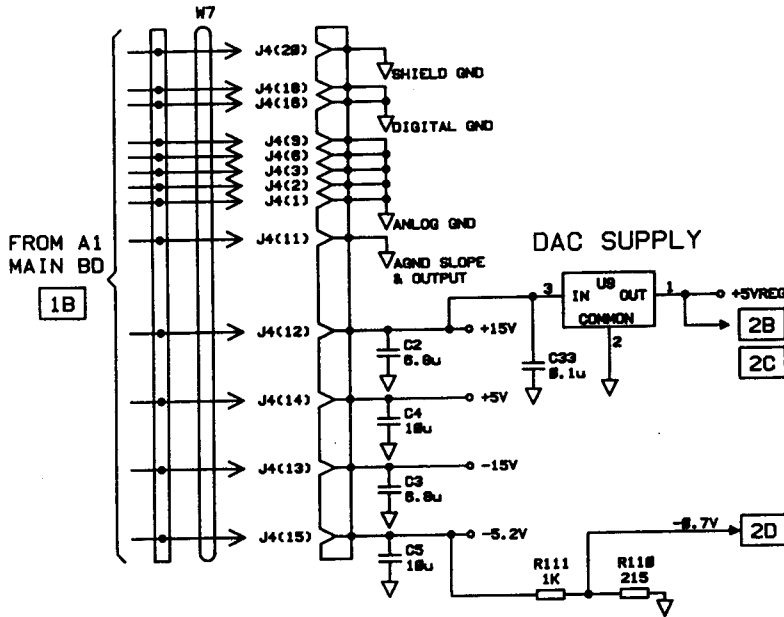 W7
J4(20)
SHIELD GND
J4(18)
J4(16)
DIGITAL GND
J4(9)
J4(6)
J4(3)
J4(2)
J4(1)
ANLOG GND
FROM A1
MAIN BD
1B
J4(11)
AGND SLOPE
& OUTPUT
DAC SUPPLY
3
IN
U9
OUT
COMMON
1
2
+5VREG
2B
2C
J4(12)
+15V
C2
6.8u
C33
0.1u
J4(14)
+5V
C4
10u
J4(13)
-15V
C3
6.8u
J4(15)
-5.2V
C5
10u
-0.7V
2D
R111
1K
R110
215